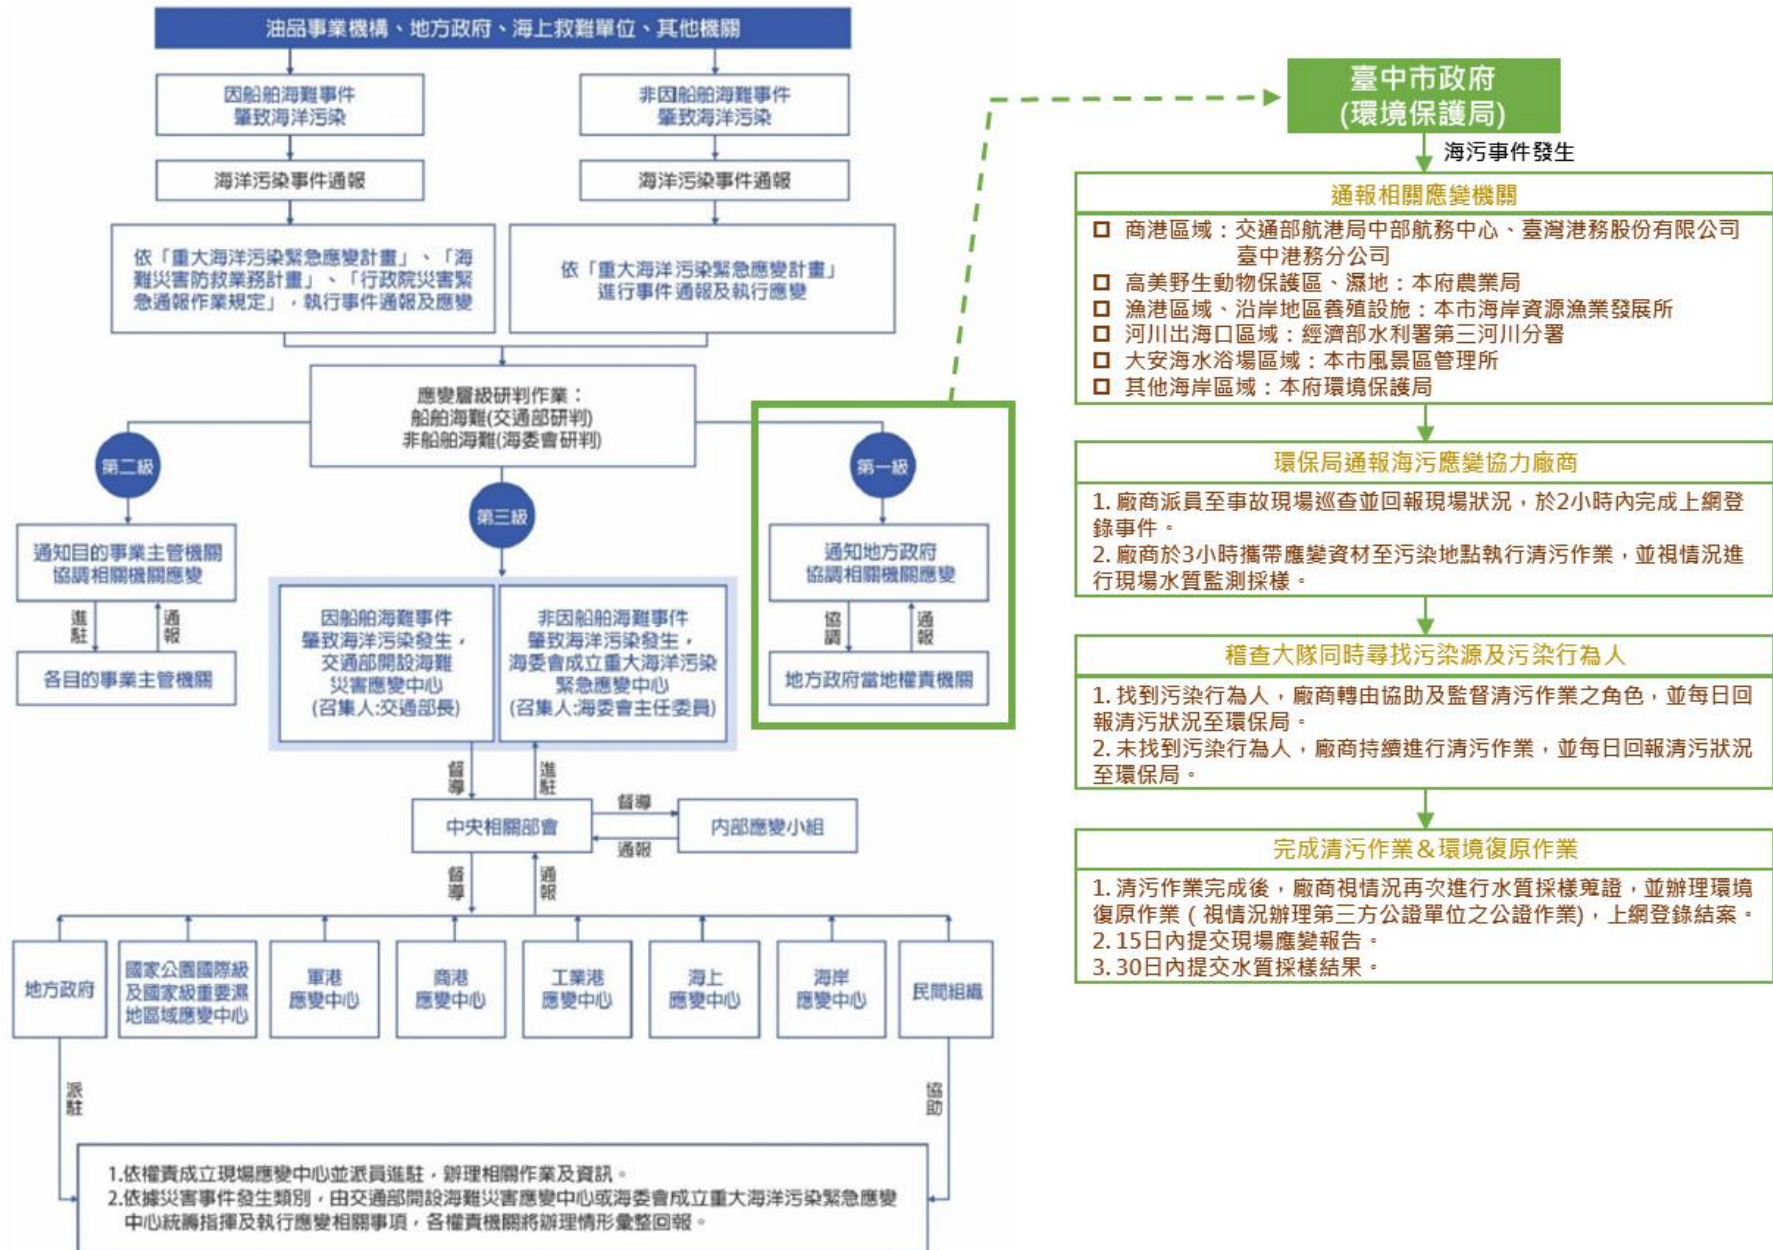 油品事業機構、地方政府、海上救難單位、其他機關
因船舶海難事件
肇致海洋污染
非因船舶海難事件
肇致海洋污染
海洋污染事件通報
海洋污染事件通報
依「重大海洋污染緊急應變計畫」、「海
難災害防救業務計畫」、「行政院災害緊
急通報作業規定」，執行事件通報及應變
依「重大海洋污染緊急應變計畫」
進行事件通報及執行應變
應變層級研判作業：
船舶海難(交通部研判)
非船舶海難(海委會研判)
第二級
第三級
第一級
通知目的事業主管機關
協調相關機關應變
進駐
通報
各目的事業主管機關
因船舶海難事件
肇致海洋污染發生，
交通部開設海難
災害應變中心
(召集人:交通部長)
非因船舶海難事件
肇致海洋污染發生，
海委會成立重大海洋污染
緊急應變中心
(召集人:海委會主任委員)
通知地方政府
協調相關機關應變
協調
通報
地方政府當地權責機關
督導
進駐
中央相關部會
督導
通報
內部應變小組
督導
通報
地方政府
國家公園國際級
及國家級重要濕
地區域應變中心
軍港
應變中心
商港
應變中心
工業港
應變中心
海上
應變中心
海岸
應變中心
民間組織
派駐
協助
1.依權責成立現場應變中心並派員進駐，辦理相關作業及資訊。
2.依據災害事件發生類別，由交通部開設海難災害應變中心或海委會成立重大海洋污染緊急應變
中心統籌指揮及執行應變相關事項，各權責機關將辦理情形彙整回報。
臺中市政府
(環境保護局)
海污事件發生
通報相關應變機關
商港區域：交通部航港局中部航務中心、臺灣港務股份有限公司
臺中港務分公司
高美野生動物保護區、濕地：本府農業局
漁港區域、沿岸地區養殖設施：本市海岸資源漁業發展所
河川出海口區域：經濟部水利署第三河川分署
大安海水浴場區域：本市風景區管理所
其他海岸區域：本府環境保護局
環保局通報海污應變協力廠商
1. 廠商派員至事故現場巡查並回報現場狀況，於2小時內完成上網登
錄事件。
2. 廠商於3小時攜帶應變資材至污染地點執行清污作業，並視情況進
行現場水質監測採樣。
稽查大隊同時尋找污染源及污染行為人
1. 找到污染行為人，廠商轉由協助及監督清污作業之角色，並每日回
報清污狀況至環保局。
2. 未找到污染行為人，廠商持續進行清污作業，並每日回報清污狀況
至環保局。
完成清污作業＆環境復原作業
1. 清污作業完成後，廠商視情況再次進行水質採樣蒐證，並辦理環境
復原作業 ( 視情況辦理第三方公證單位之公證作業)，上網登錄結案。
2. 15日內提交現場應變報告。
3. 30日內提交水質採樣結果。